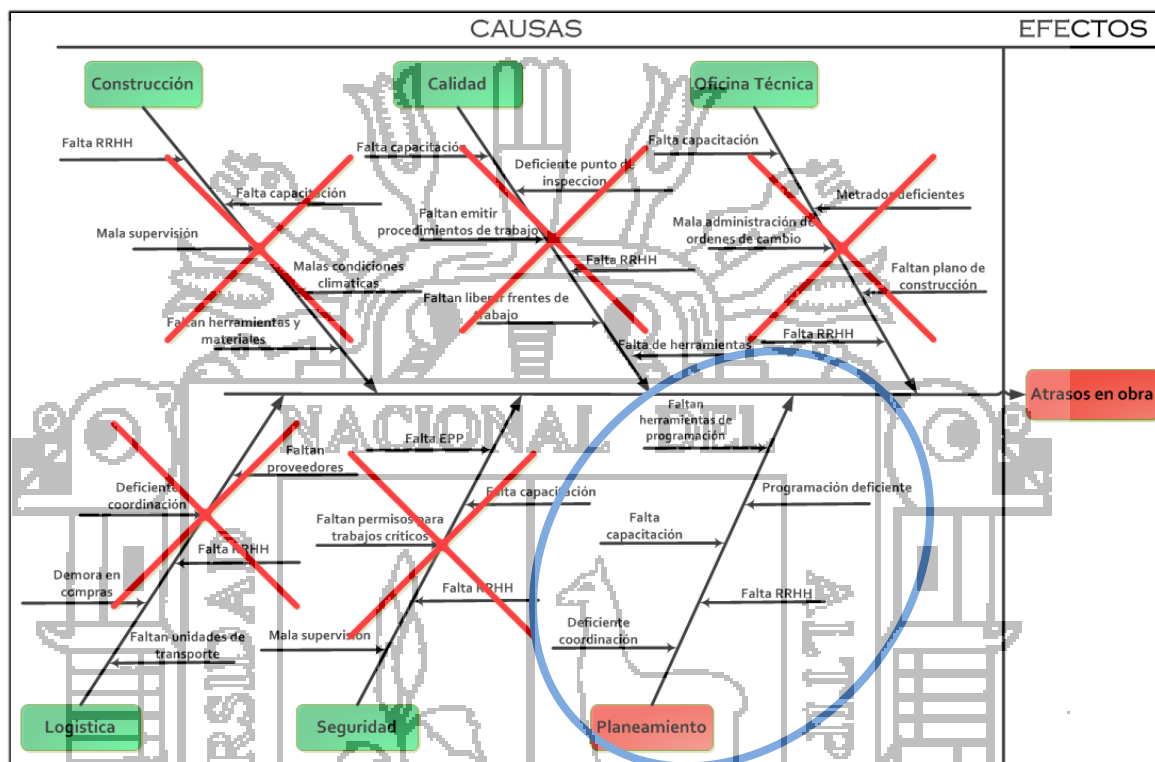 CAUSAS
EFECTOS
Construcción
Calidad
Oficina Técnica
Falta RRHH
Falta capacitación
Mala supervisión
Malas condiciones
climaticas
Faltan herramientas y
materiales
Falta capacitación
Deficiente punto de
inspeccion
Faltan emitir
procedimientos de trabajo
Falta RRHH
Faltan liberar frentes de
trabajo
Falta de herramientas
Falta capacitación
Metrados deficientes
Mala administración de
ordenes de cambio
Faltan plano de
construcción
Falta RRHH
Atrasos en obra
NACIONAL DEL
Faltan
proveedores
Deficiente
coordinación
Falta RRHH
Demora en
compras
Faltan unidades de
transporte
Falta EPP
Falta capacitación
Faltan permisos para
trabajos críticos
Falta RRHH
Mala supervisión
Faltan
herramientas de
programación
Programación deficiente
Falta
capacitación
Falta RRHH
Deficiente
coordinación
Logistica
Seguridad
Planeamiento